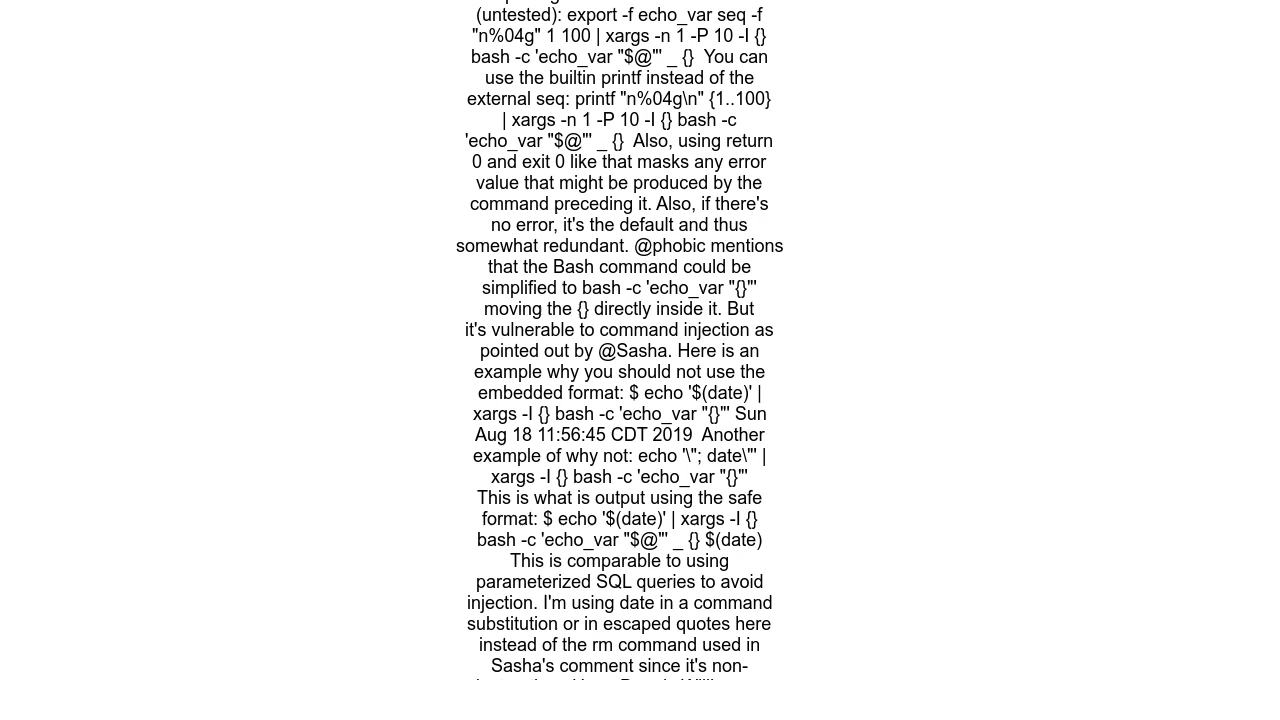 (untested): export -f echo_var seq -f
"n%04g" 1 100 | xargs -n 1 -P 10 -I {}
bash -c 'echo_var "$@"' _ {}  You can
use the builtin printf instead of the
external seq: printf "n%04g\n" {1..100}
| xargs -n 1 -P 10 -I {} bash -c
'echo_var "$@"' _ {}  Also, using return
0 and exit 0 like that masks any error
value that might be produced by the
command preceding it. Also, if there's
no error, it's the default and thus
somewhat redundant. @phobic mentions
that the Bash command could be
simplified to bash -c 'echo_var "{}"'
moving the {} directly inside it. But
it's vulnerable to command injection as
pointed out by @Sasha. Here is an
example why you should not use the
embedded format: $ echo '$(date)' |
xargs -I {} bash -c 'echo_var "{}"' Sun
Aug 18 11:56:45 CDT 2019  Another
example of why not: echo '\"; date\"' |
xargs -I {} bash -c 'echo_var "{}"'
This is what is output using the safe
format: $ echo '$(date)' | xargs -I {}
bash -c 'echo_var "$@"' _ {} $(date)
This is comparable to using
parameterized SQL queries to avoid
injection. I'm using date in a command
substitution or in escaped quotes here
instead of the rm command used in
Sasha's comment since it's non-